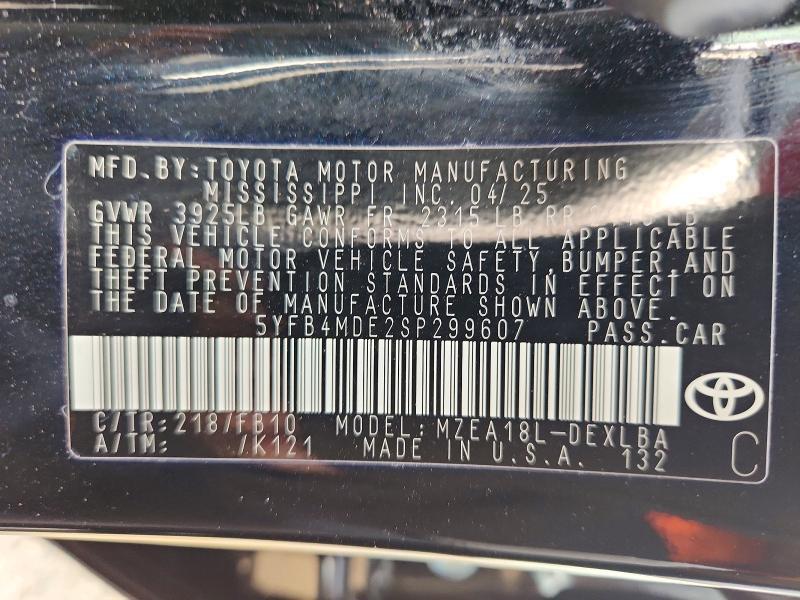 MFD.BY:TOYOTA MOTOR MANUFACTURING
MISSISSIPPI INC. 04/25
GVWR 3925LB GAWR FR 2315 LB RR LB
THIS VEHICLE CONFORMS TO ALL APPLICABLE
FEDERAL MOTOR VEHICLE SAFETY,BUMPER,AND
THEFT PREVENTION STANDARDS IN EFFECT ON
THE DATE OF MANUFACTURE SHOWN ABOVE.
5YFB4MDE2SP299607 PASS.CAR
C/TR:218/FB10 MODEL:MZEA18L-DEXLBA
A/TM: /K121 MADE IN U.S.A. 132
C